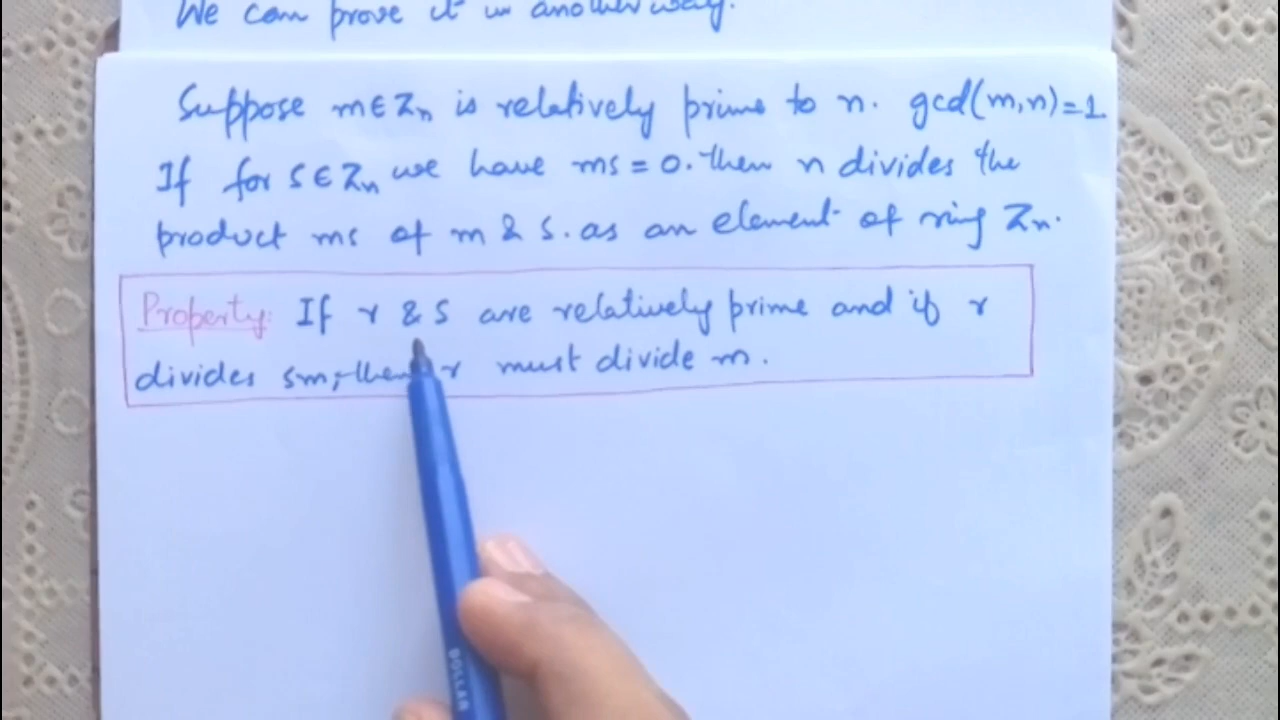 We can prove it in another way.
Suppose m ∈ Zn is relatively prime to n. gcd(m,n)=1.
If for S ∈ Zn we have ms = 0. then n divides the
product ms of m & S. as an element of ring Zn.
Property: If r & S are relatively prime and if r
divides sm, then r must divide m.
DOLLAR